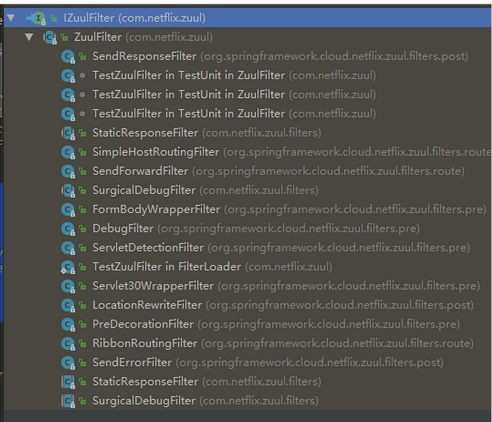 IZuulFilter (com.netflix.zuul)
ZuulFilter (com.netflix.zuul)
SendResponseFilter (org.springframework.cloud.netflix.zuul.filters.post)
TestZuulFilter in TestUnit in ZuulFilter (com.netflix.zuul)
TestZuulFilter in TestUnit in ZuulFilter (com.netflix.zuul)
TestZuulFilter in TestUnit in ZuulFilter (com.netflix.zuul)
StaticResponseFilter (com.netflix.zuul.filters)
SimpleHostRoutingFilter (org.springframework.cloud.netflix.zuul.filters.route
SendForwardFilter (org.springframework.cloud.netflix.zuul.filters.route)
SurgicalDebugFilter (com.netflix.zuul.filters)
FormBodyWrapperFilter (org.springframework.cloud.netflix.zuul.filters.pre)
DebugFilter (org.springframework.cloud.netflix.zuul.filters.pre)
ServletDetectionFilter (org.springframework.cloud.netflix.zuul.filters.pre)
TestZuulFilter in FilterLoader (com.netflix.zuul)
Servlet30WrapperFilter (org.springframework.cloud.netflix.zuul.filters.pre)
LocationRewriteFilter (org.springframework.cloud.netflix.zuul.filters.post)
PreDecorationFilter (org.springframework.cloud.netflix.zuul.filters.pre)
RibbonRoutingFilter (org.springframework.cloud.netflix.zuul.filters.route)
SendErrorFilter (org.springframework.cloud.netflix.zuul.filters.post)
StaticResponseFilter (com.netflix.zuul.filters)
SurgicalDebugFilter (com.netflix.zuul.filters)